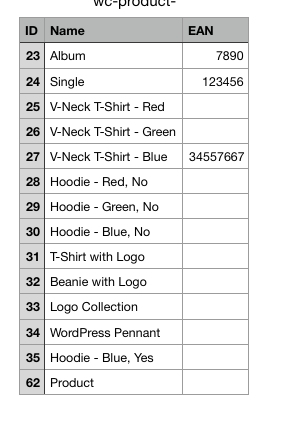 wc-product-
ID Name EAN
23 Album 7890
24 Single 123456
25 V-Neck T-Shirt - Red
26 V-Neck T-Shirt - Green
27 V-Neck T-Shirt - Blue 34557667
28 Hoodie - Red, No
29 Hoodie - Green, No
30 Hoodie - Blue, No
31 T-Shirt with Logo
32 Beanie with Logo
33 Logo Collection
34 WordPress Pennant
35 Hoodie - Blue, Yes
62 Product